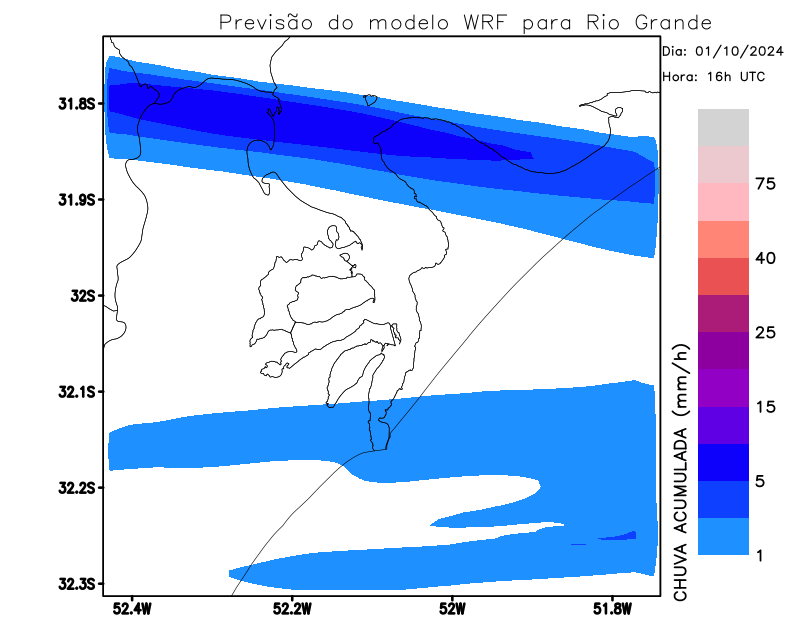 Previsão do modelo WRF para Rio Grande
Dia: 01/10/2024
Hora: 16h UTC
31.8S
31.9S
32S
32.1S
32.2S
32.3S
52.4W
52.2W
52W
51.8W
75
40
25
15
5
1
CHUVA ACUMULADA (mm/h)